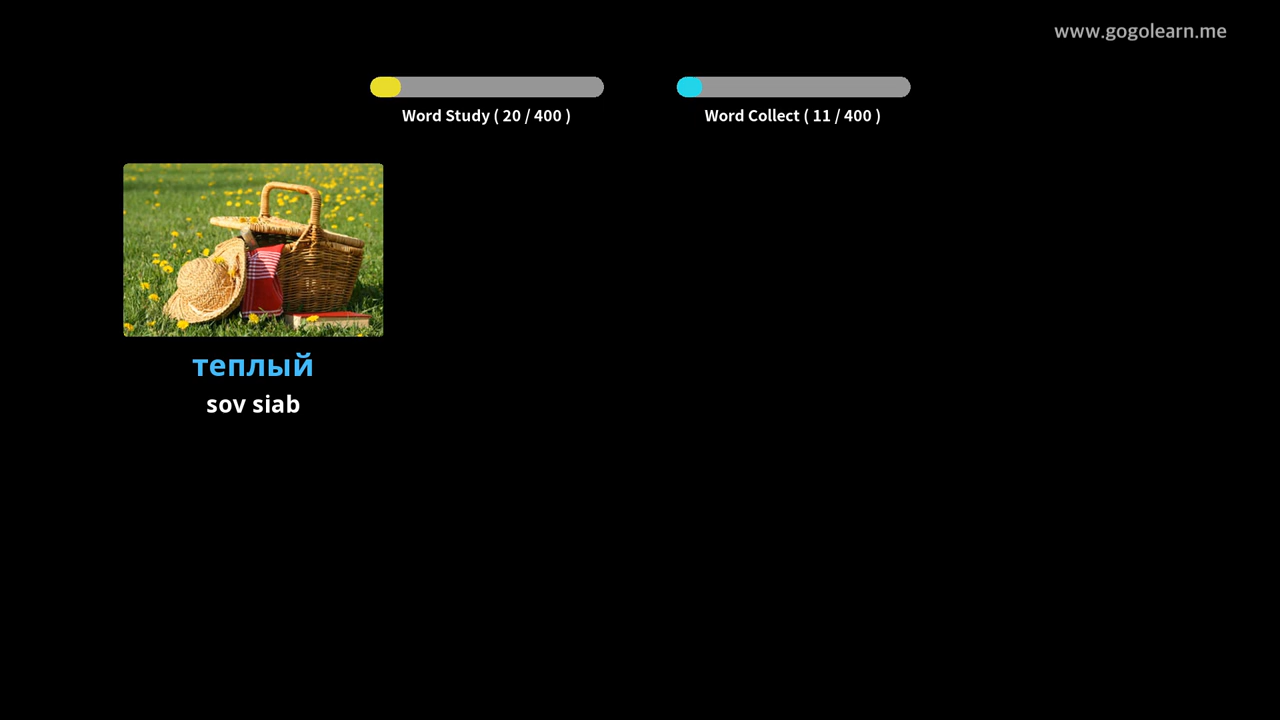 www.gogolearn.me
Word Study ( 20 / 400 )
Word Collect ( 11 / 400 )
теплый
sov siab